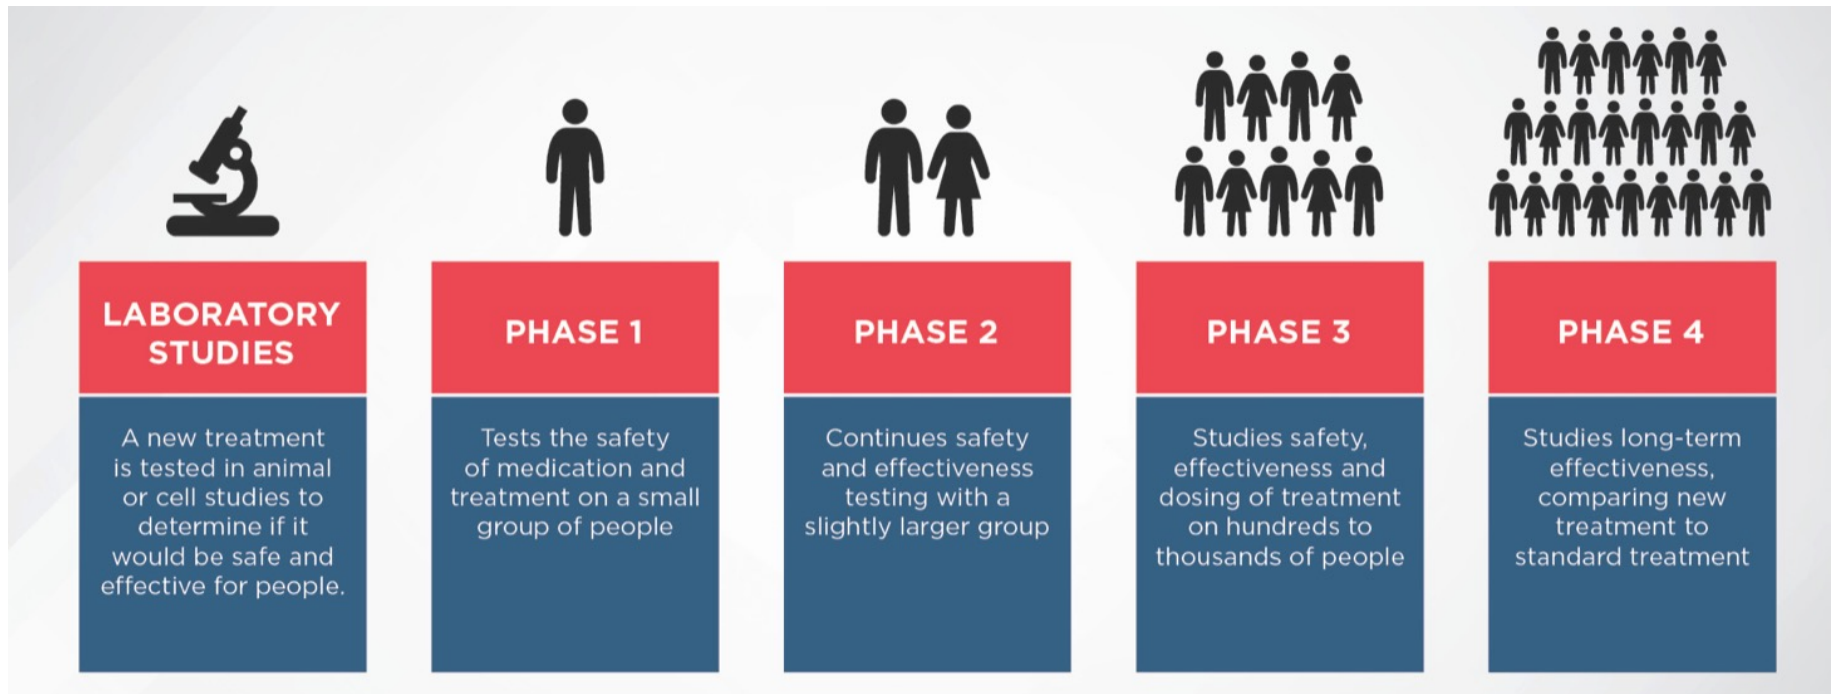 LABORATORY
STUDIES
A new treatment
is tested in animal
or cell studies to
determine if it
would be safe and
effective for people.
PHASE 1
Tests the safety
of medication and
treatment on a small
group of people
PHASE 2
Continues safety
and effectiveness
testing with a
slightly larger group
PHASE 3
Studies safety,
effectiveness and
dosing of treatment
on hundreds to
thousands of people
PHASE 4
Studies long-term
effectiveness,
comparing new
treatment to
standard treatment